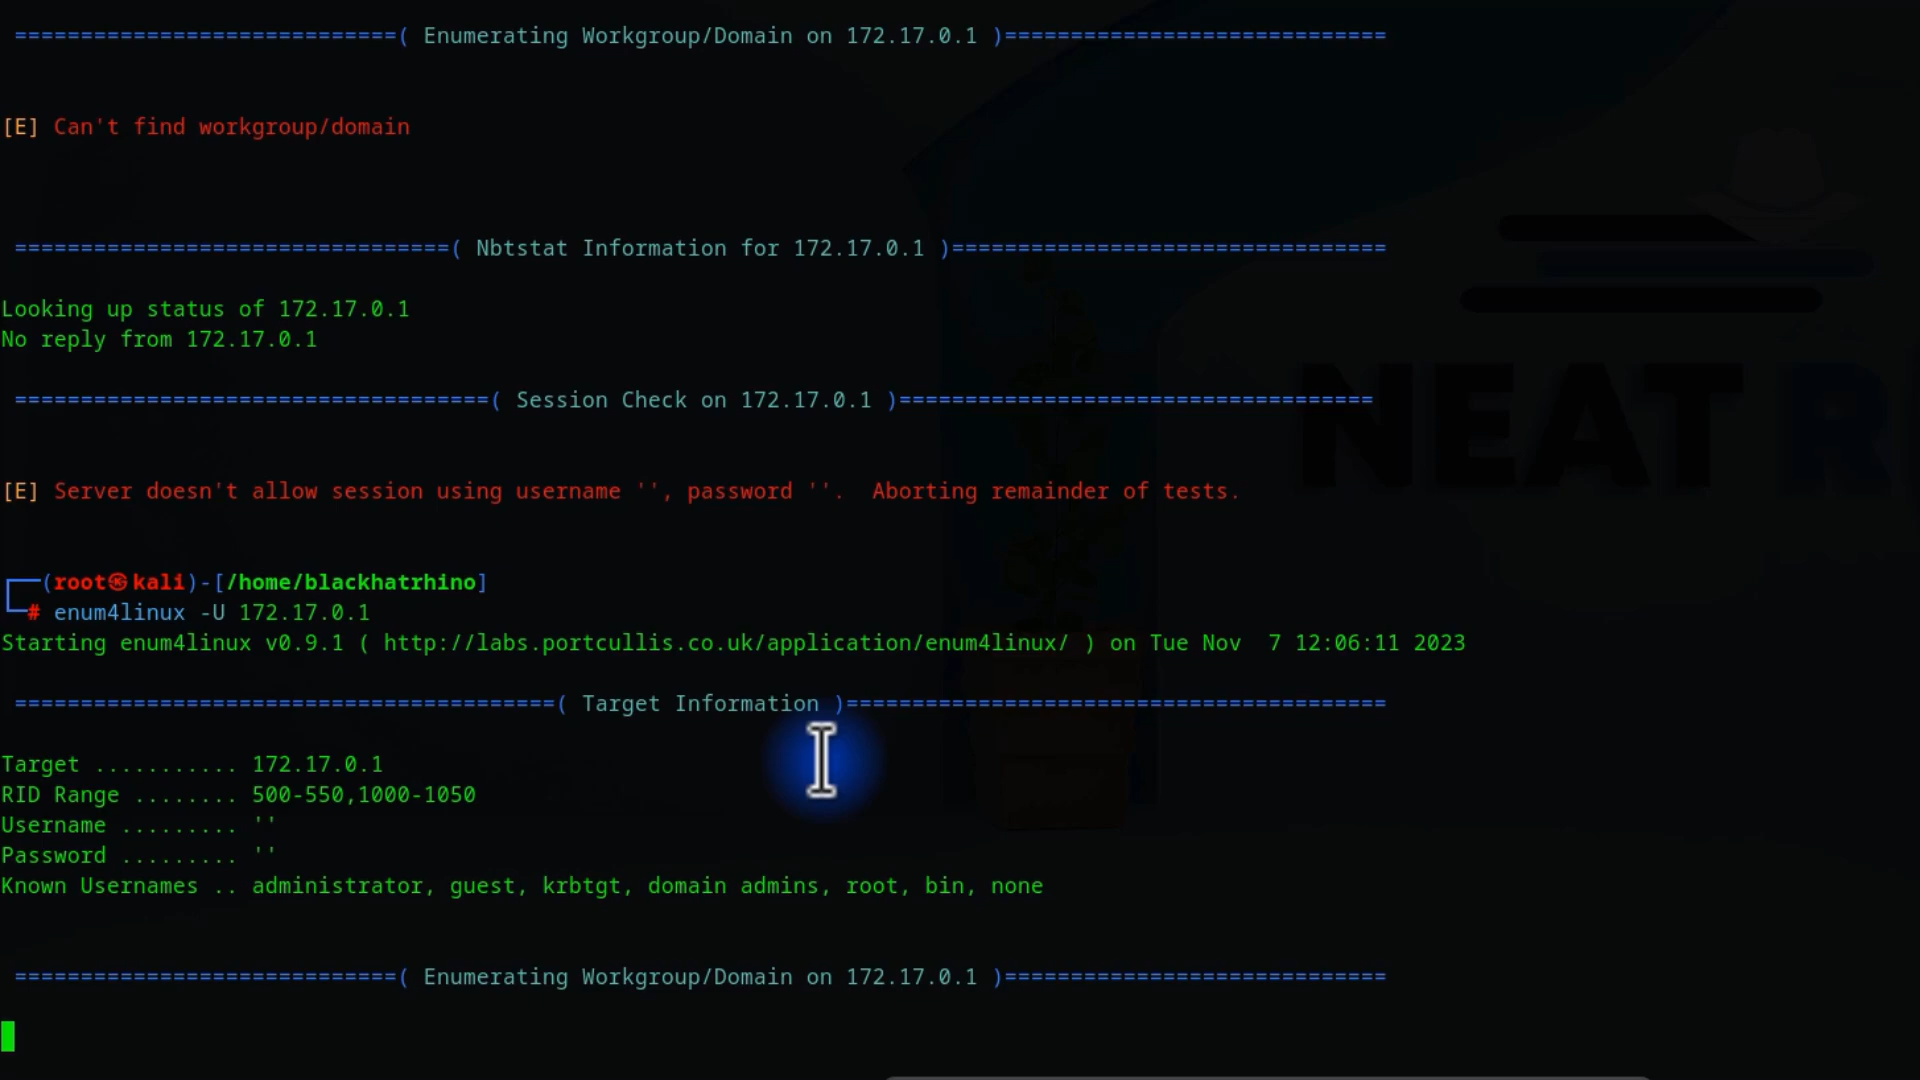 =============================( Enumerating Workgroup/Domain on 172.17.0.1 )=============================
[E] Can't find workgroup/domain
=================================( Nbtstat Information for 172.17.0.1 )=================================
Looking up status of 172.17.0.1
No reply from 172.17.0.1
====================================( Session Check on 172.17.0.1 )====================================
[E] Server doesn't allow session using username '', password ''.  Aborting remainder of tests.
┌──(root㉿kali)-[/home/blackhatrhino]
└─# enum4linux -U 172.17.0.1
Starting enum4linux v0.9.1 ( http://labs.portcullis.co.uk/application/enum4linux/ ) on Tue Nov  7 12:06:11 2023
=========================================( Target Information )=========================================
Target ........... 172.17.0.1
RID Range ........ 500-550,1000-1050
Username ......... ''
Password ......... ''
Known Usernames .. administrator, guest, krbtgt, domain admins, root, bin, none
=============================( Enumerating Workgroup/Domain on 172.17.0.1 )=============================
NEAT R